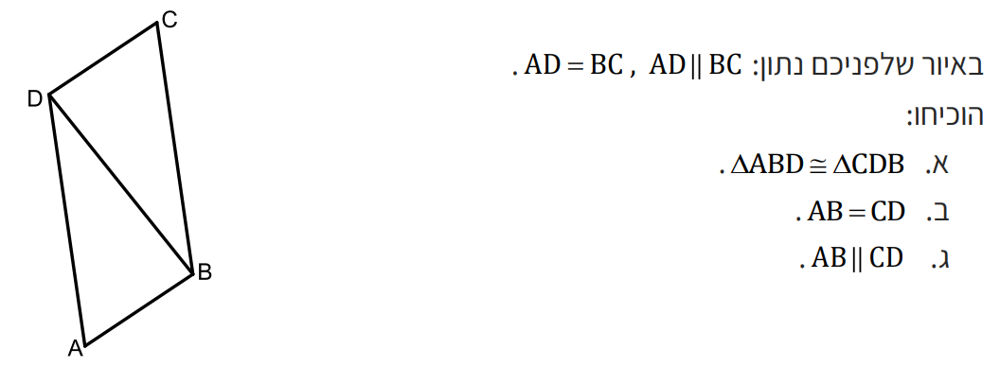 באיור שלפניכם נתון: AD = BC , AD || BC .
הוכיחו:
א. ΔABD ≅ ΔCDB .
ב. AB = CD .
ג. AB || CD .
C
D
B
A